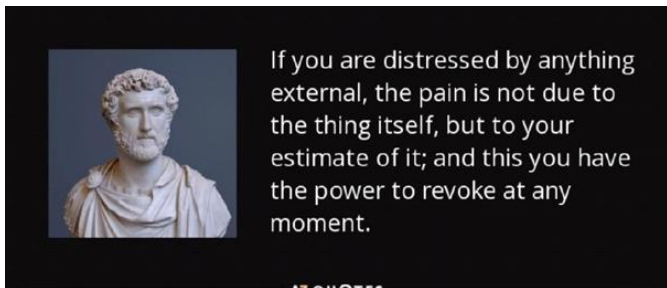 If you are distressed by anything
external, the pain is not due to
the thing itself, but to your
estimate of it; and this you have
the power to revoke at any
moment.